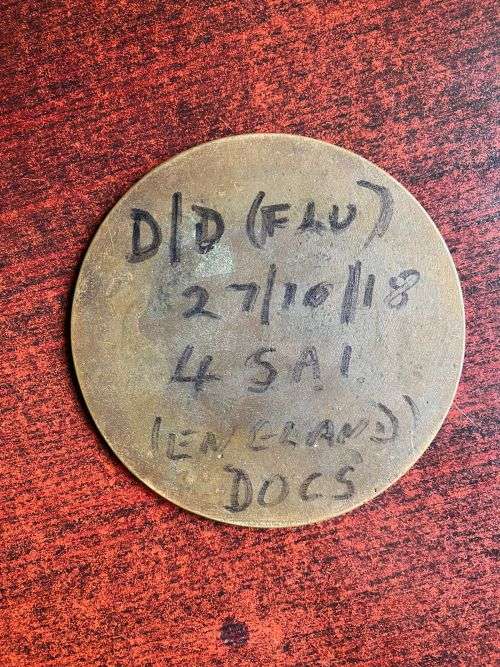 D/D (FLU)
27/10/18
4 SAI
(ENGLAND)
DOCS